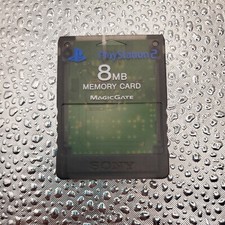 PlayStation 2
8MB
MEMORY CARD
MAGICGATE
SONY